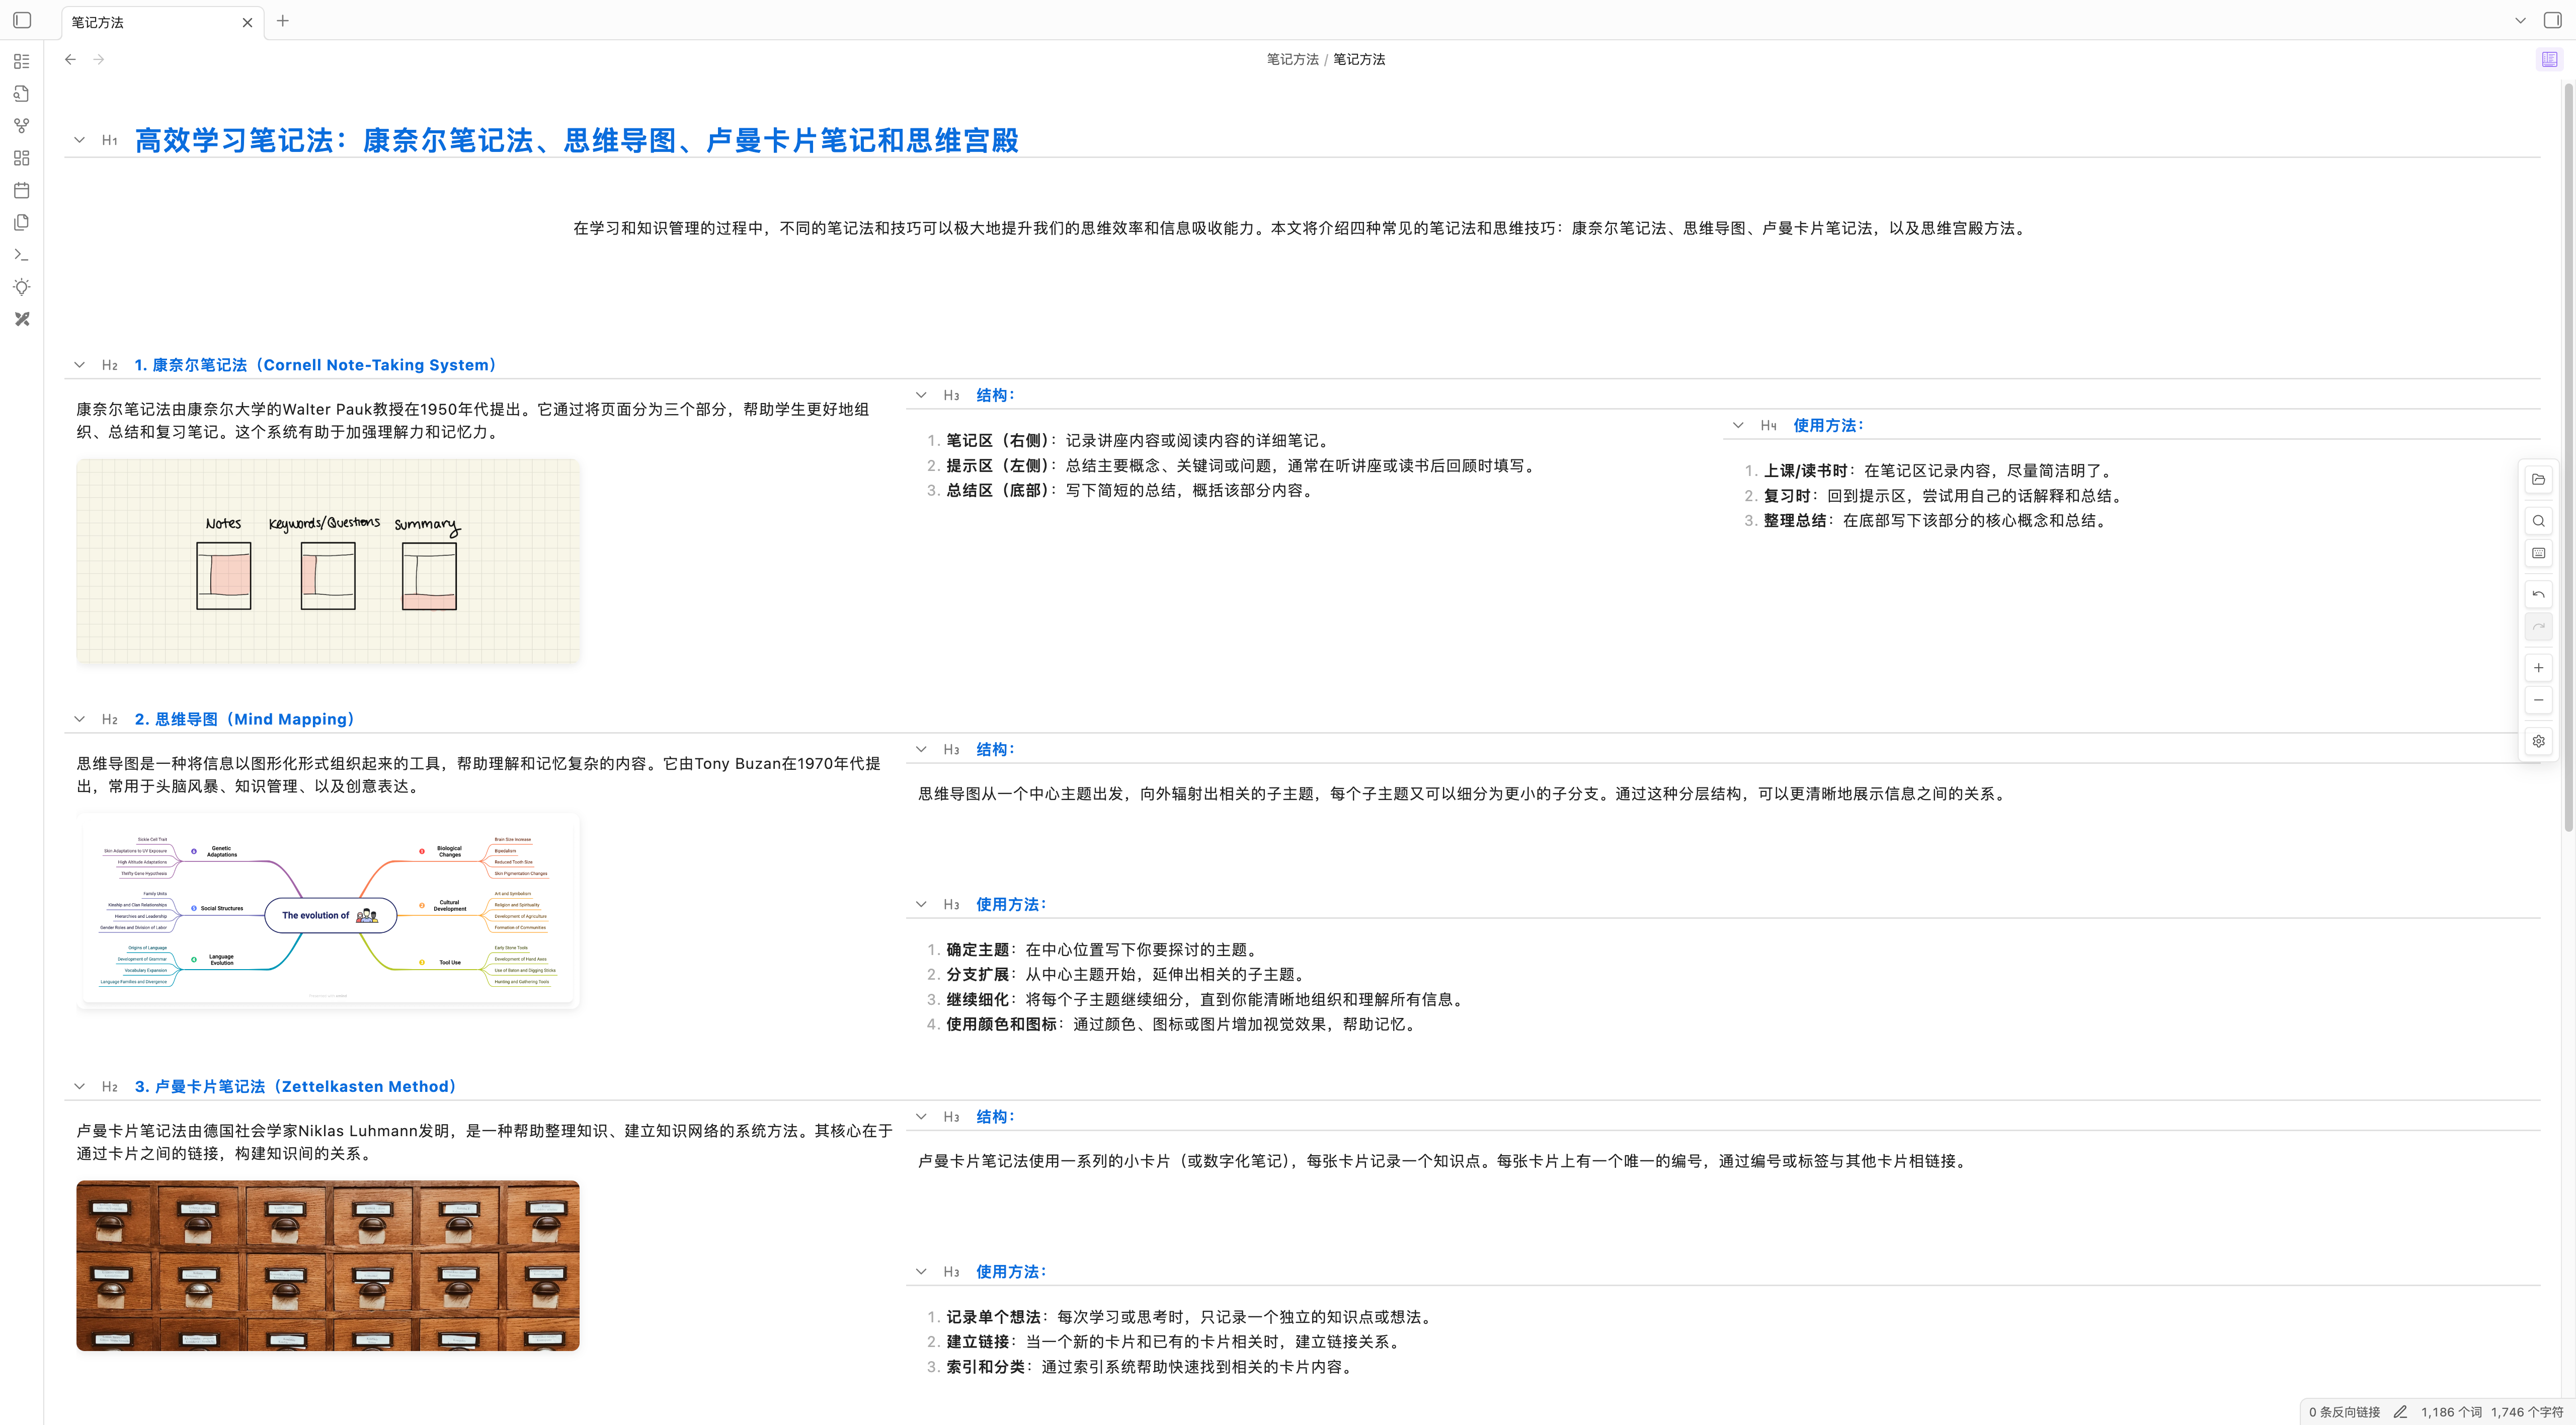 笔记方法
笔记方法 / 笔记方法
H1 高效学习笔记法：康奈尔笔记法、思维导图、卢曼卡片笔记和思维宫殿
在学习和知识管理的过程中，不同的笔记法和技巧可以极大地提升我们的思维效率和信息吸收能力。本文将介绍四种常见的笔记法和思维技巧：康奈尔笔记法、思维导图、卢曼卡片笔记法，以及思维宫殿方法。
H2 1. 康奈尔笔记法（Cornell Note-Taking System）
康奈尔笔记法由康奈尔大学的Walter Pauk教授在1950年代提出。它通过将页面分为三个部分，帮助学生更好地组
织、总结和复习笔记。这个系统有助于加强理解力和记忆力。
Notes
Keywords/Questions
Summary
H3 结构：
1. 笔记区（右侧）：记录讲座内容或阅读内容的详细笔记。
2. 提示区（左侧）：总结主要概念、关键词或问题，通常在听讲座或读书后回顾时填写。
3. 总结区（底部）：写下简短的总结，概括该部分内容。
H4 使用方法：
1. 上课/读书时：在笔记区记录内容，尽量简洁明了。
2. 复习时：回到提示区，尝试用自己的话解释和总结。
3. 整理总结：在底部写下该部分的核心概念和总结。
H2 2. 思维导图（Mind Mapping）
思维导图是一种将信息以图形化形式组织起来的工具，帮助理解和记忆复杂的内容。它由Tony Buzan在1970年代提
出，常用于头脑风暴、知识管理、以及创意表达。
The evolution of
Genetic
Adaptations
Sickle Cell Trait
Skin Adaptations to UV Exposure
High Altitude Adaptations
Thrifty Gene Hypothesis
Social Structures
Family Units
Kinship and Clan Relationships
Hierarchies and Leadership
Gender Roles and Division of Labor
Language
Evolution
Origins of Language
Development of Grammar
Vocabulary Expansion
Language Families and Divergence
1 Biological
Changes
Brain Size Increase
Bipedalism
Reduced Tooth Size
Skin Pigmentation Changes
2 Cultural
Development
Art and Symbolism
Religion and Spirituality
Development of Agriculture
Formation of Communities
3 Tool Use
Early Stone Tools
Development of Hand Axes
Use of Baton and Digging Sticks
Hunting and Gathering Tools
H3 结构：
思维导图从一个中心主题出发，向外辐射出相关的子主题，每个子主题又可以细分为更小的子分支。通过这种分层结构，可以更清晰地展示信息之间的关系。
H3 使用方法：
1. 确定主题：在中心位置写下你要探讨的主题。
2. 分支扩展：从中心主题开始，延伸出相关的子主题。
3. 继续细化：将每个子主题继续细分，直到你能清晰地组织和理解所有信息。
4. 使用颜色和图标：通过颜色、图标或图片增加视觉效果，帮助记忆。
H2 3. 卢曼卡片笔记法（Zettelkasten Method）
卢曼卡片笔记法由德国社会学家Niklas Luhmann发明，是一种帮助整理知识、建立知识网络的系统方法。其核心在于
通过卡片之间的链接，构建知识间的关系。
H3 结构：
卢曼卡片笔记法使用一系列的小卡片（或数字化笔记），每张卡片记录一个知识点。每张卡片上有一个唯一的编号，通过编号或标签与其他卡片相链接。
H3 使用方法：
1. 记录单个想法：每次学习或思考时，只记录一个独立的知识点或想法。
2. 建立链接：当一个新的卡片和已有的卡片相关时，建立链接关系。
3. 索引和分类：通过索引系统帮助快速找到相关的卡片内容。
0 条反向链接 1,186 个词 1,746 个字符